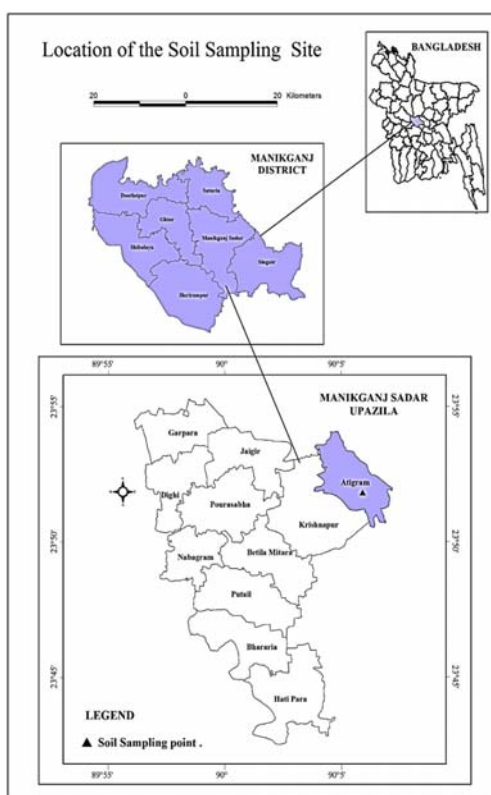 Location of the Soil Sampling Site
20 0 20 Kilometers
BANGLADESH
MANIKGANJ
DISTRICT
Daulatpur
Saturia
Ghior
Shibalaya
Manikganj Sadar
Singair
Harirampur
89°55' 90° 90°5'
23°55' 23°55'
MANIKGANJ SADAR
UPAZILA
Garpara
Jaigir
Atigram
Dighi
Pourasabha
Krishnapur
23°50' 23°50'
Nabagram
Betila Mitara
Putail
Bhararia
23°45' 23°45'
Hati Para
LEGEND
Soil Sampling point .
89°55' 90° 90°5'